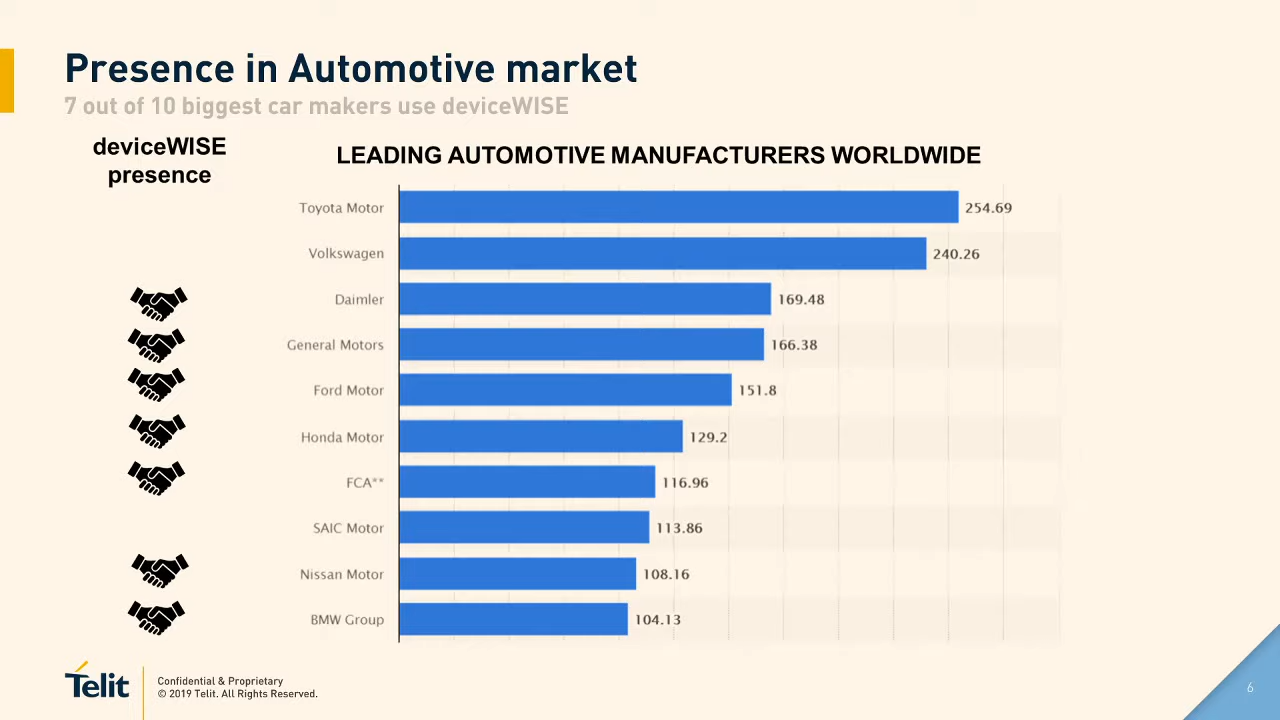 Presence in Automotive market
7 out of 10 biggest car makers use deviceWISE
deviceWISE
presence
LEADING AUTOMOTIVE MANUFACTURERS WORLDWIDE
Toyota Motor 254.69
Volkswagen 240.26
Daimler 169.48
General Motors 166.38
Ford Motor 151.8
Honda Motor 129.2
FCA** 116.96
SAIC Motor 113.86
Nissan Motor 108.16
BMW Group 104.13
Telit
Confidential & Proprietary
© 2019 Telit. All Rights Reserved.
6